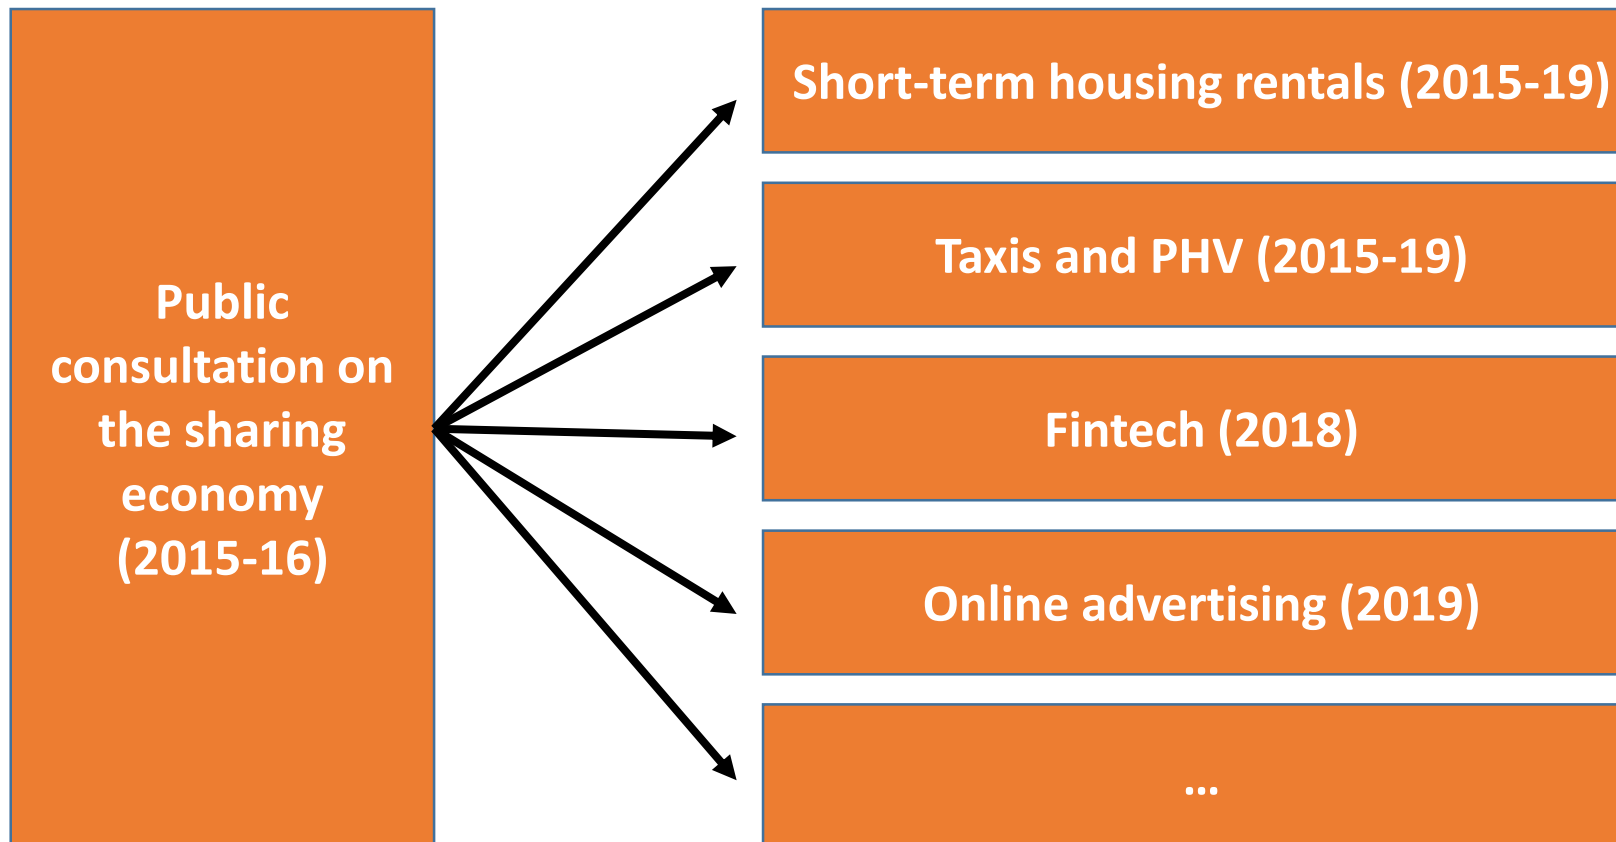 Public
consultation on
the sharing
economy
(2015-16)
Short-term housing rentals (2015-19)
Taxis and PHV (2015-19)
Fintech (2018)
Online advertising (2019)
...